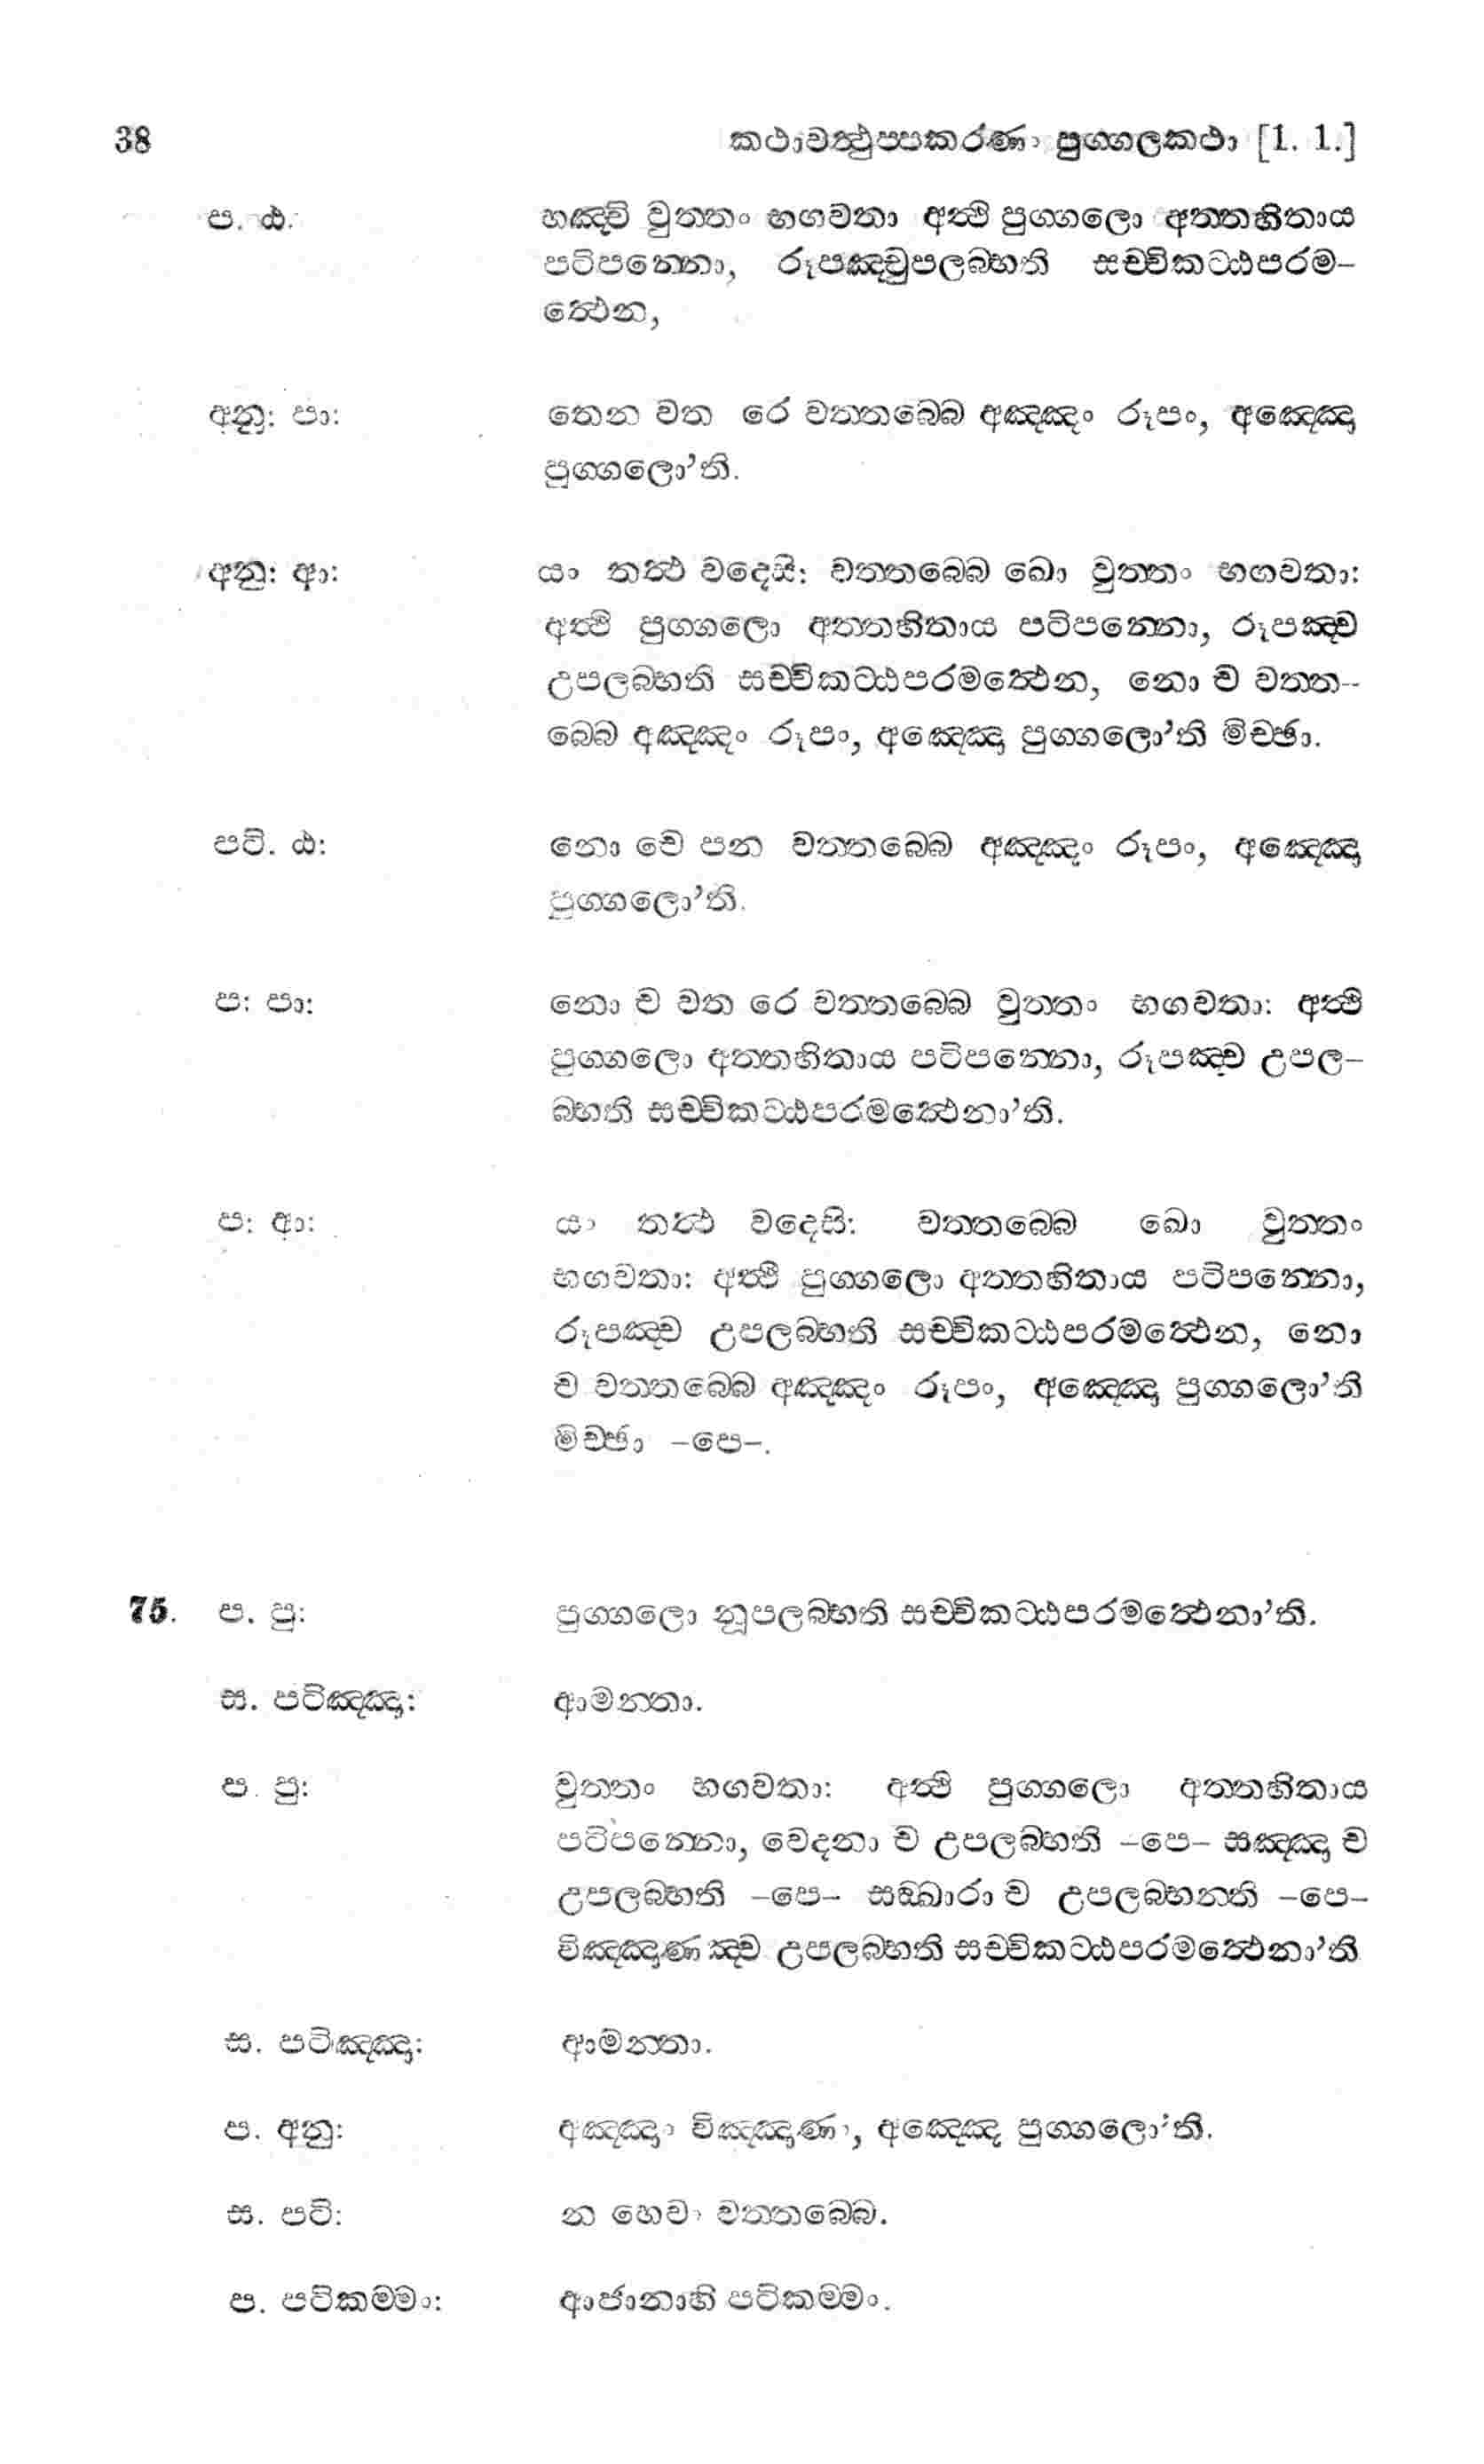 38 කථාවත්‍ථුප්පකරණං පුග්ගලකථා [1. 1.]
ප. ඨ. හඤ්චි වුත්තං භගවතා අත්‍ථි පුග්ගලො අත්තහිතාය
පටිපන්නො, රූපඤ්චුපලබ්භති සච්චිකට්ඨපරම-
ත්‍ථෙන,
අනු: පා: තෙන වත රෙ වත්තබ්බෙ අඤ්ඤං රූපං, අඤ්ඤො
පුග්ගලො’ති.
අනු: ආ: යං තත්‍ථ වදෙසි: වත්තබ්බෙ ඛො වුත්තං භගවතා:
අත්‍ථි පුග්ගලො අත්තහිතාය පටිපන්නො, රූපඤ්ච
උපලබ්භති සච්චිකට්ඨපරමත්‍ථෙන, නො ච වත්ත-
බ්බෙ අඤ්ඤං රූපං, අඤ්ඤො පුග්ගලො’ති මිච්ඡා.
පටි. ඨ: නො චෙ පන වත්තබ්බෙ අඤ්ඤං රූපං, අඤ්ඤො
පුග්ගලො’ති.
ප: පා: නො ච වත රෙ වත්තබ්බෙ වුත්තං භගවතා: අත්‍ථි
පුග්ගලො අත්තහිතාය පටිපන්නො, රූපඤ්ච උපල-
බ්භති සච්චිකට්ඨපරමත්‍ථෙනා’ති.
ප: ආ: යං තත්‍ථ වදෙසි: වත්තබ්බෙ ඛො වුත්තං
භගවතා: අත්‍ථි පුග්ගලො අත්තහිතාය පටිපන්නො,
රූපඤ්ච උපලබ්භති සච්චිකට්ඨපරමත්‍ථෙන, නො
ච වත්තබ්බෙ අඤ්ඤං රූපං, අඤ්ඤො පුග්ගලො’ති
මිච්ඡා -පෙ-.
75. ප. පු: පුග්ගලො නූපලබ්භති සච්චිකට්ඨපරමත්‍ථෙනා’ති.
ස. පටිඤ්ඤා: ආමන්තා.
ප. පු: වුත්තං භගවතා: අත්‍ථි පුග්ගලො අත්තහිතාය
පටිපන්නො, වෙදනා ච උපලබ්භති -පෙ- සඤ්ඤා ච
උපලබ්භති -පෙ- සඞ්ඛාරා ච උපලබ්භන්ති -පෙ-
විඤ්ඤාණඤ්ච උපලබ්භති සච්චිකට්ඨපරමත්‍ථෙනා’ති
ස. පටිඤ්ඤා: ආමන්තා.
ප. අනු: අඤ්ඤං විඤ්ඤාණං, අඤ්ඤෙ පුග්ගලො’ති.
ස. පටි: න හෙවං වත්තබ්බෙ.
ප. පටිකම්මං: ආජානාහි පටිකම්මං.